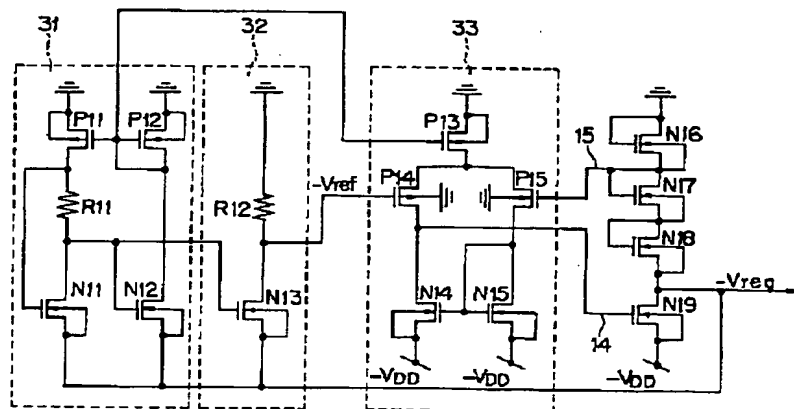 31
32
33
P11
P12
P13
N16
15
-Vref
P14
P15
N17
R11
R12
N18
N11
N12
N13
N14
N15
14
N19
-Vreg
-VDD
-VDD
-VDD